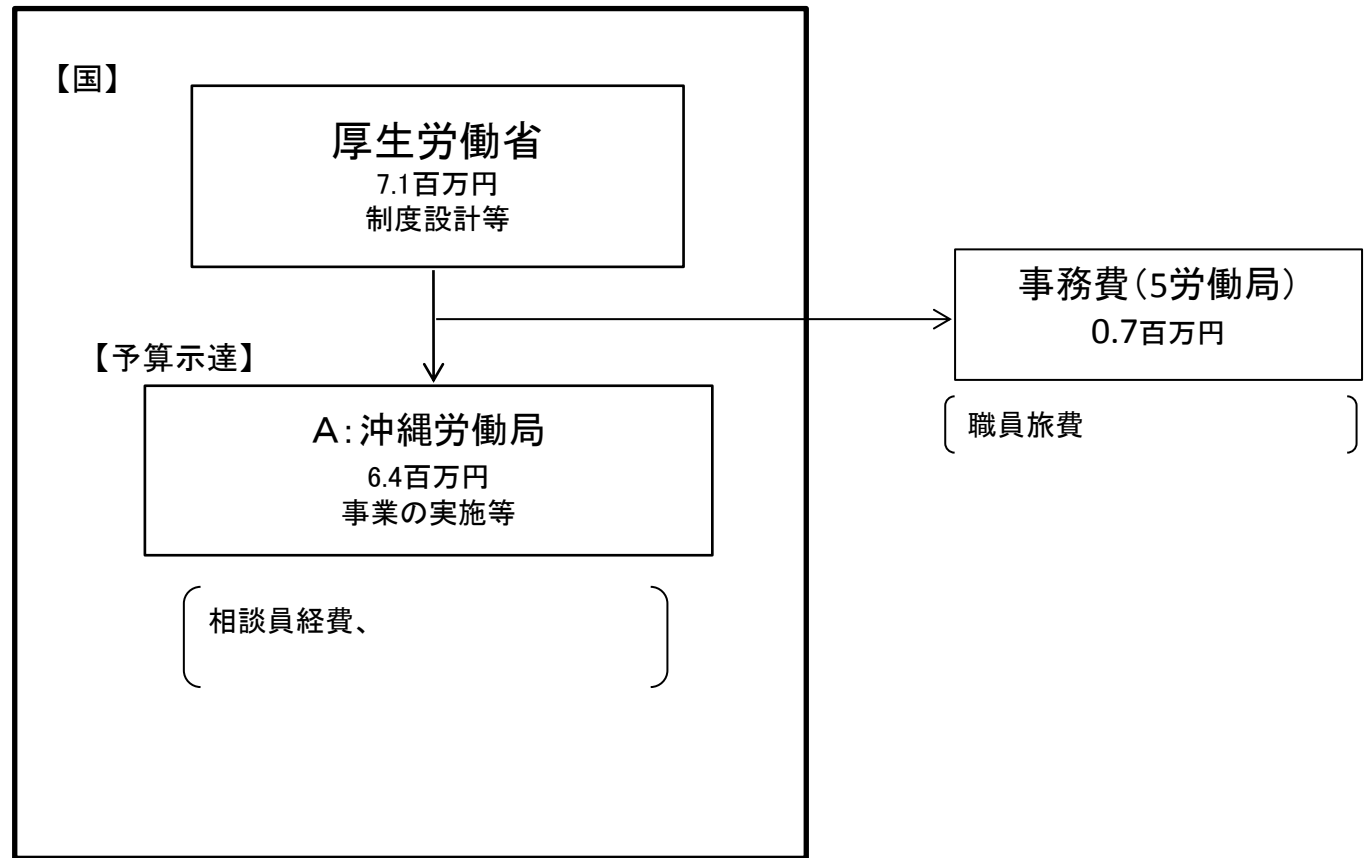 【国】
厚生労働省
7.1百万円
制度設計等
事務費(5労働局)
0.7百万円
職員旅費
【予算示達】
A:沖縄労働局
6.4百万円
事業の実施等
相談員経費、